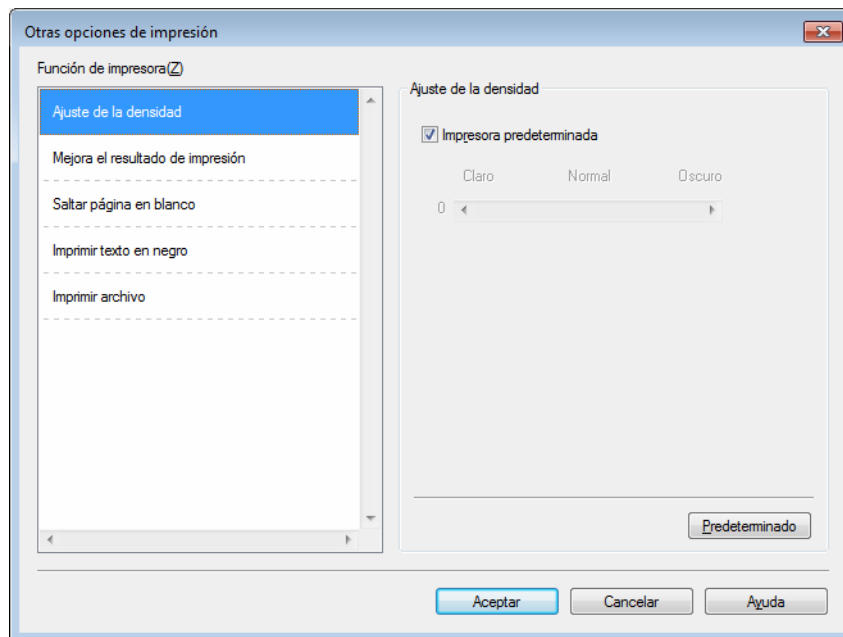 Otras opciones de impresión
Función de impresora(Z)
Ajuste de la densidad
Mejora el resultado de impresión
Saltar página en blanco
Imprimir texto en negro
Imprimir archivo
Ajuste de la densidad
Impresora predeterminada
Claro Normal Oscuro
0
Predeterminado
Aceptar Cancelar Ayuda